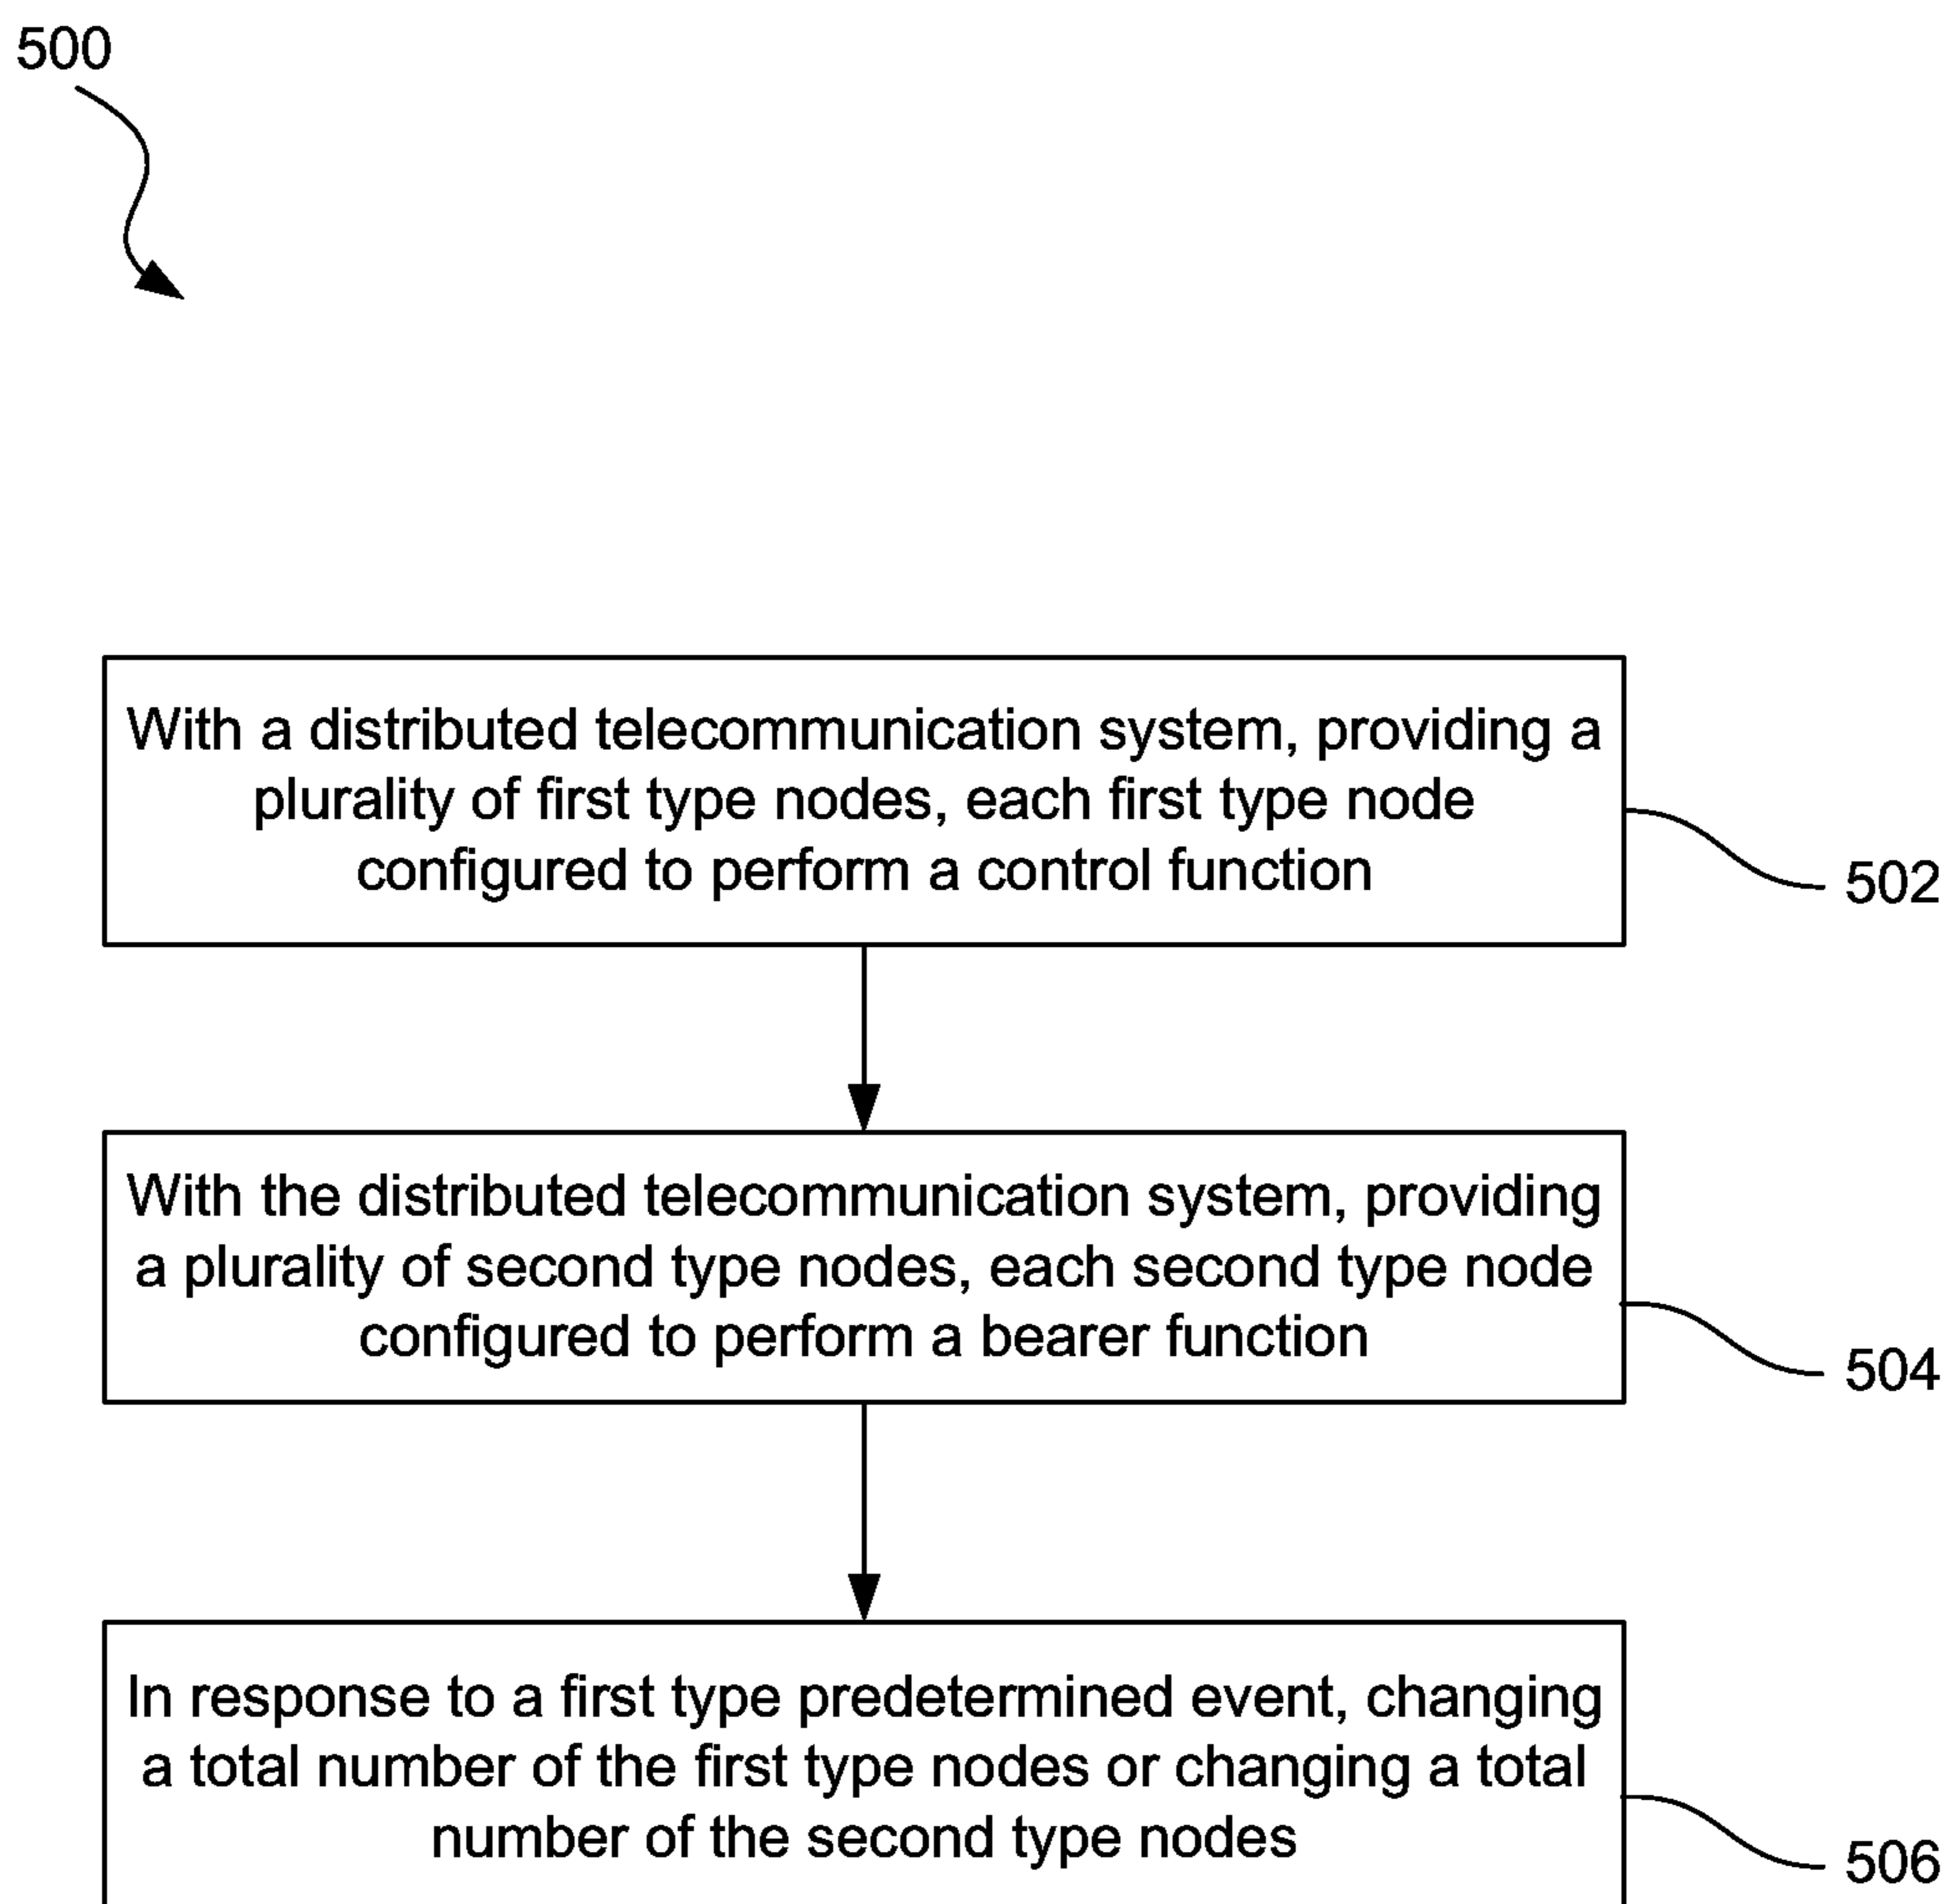 500
With a distributed telecommunication system, providing a
plurality of first type nodes, each first type node
configured to perform a control function
502
With the distributed telecommunication system, providing
a plurality of second type nodes, each second type node
configured to perform a bearer function
504
In response to a first type predetermined event, changing
a total number of the first type nodes or changing a total
number of the second type nodes
506